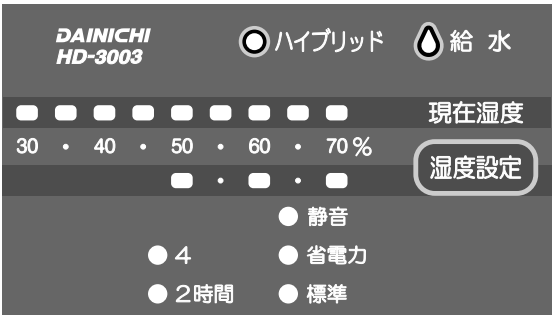 DAINICHI
HD-3003
ハイブリッド 給 水
現在湿度
30 · 40 · 50 · 60 · 70 %
湿度設定
静音
4 省電力
2時間 標準